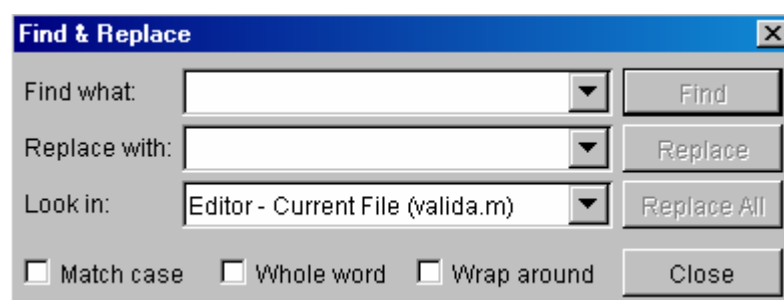 Find & Replace
Find what: Find
Replace with: Replace
Look in: Editor - Current File (valida.m) Replace All
Match case Whole word Wrap around Close